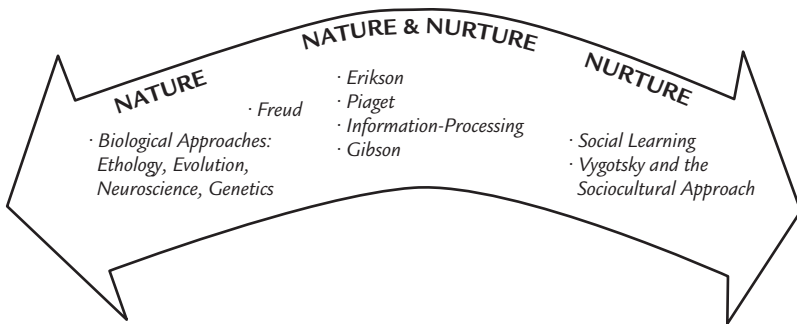 NATURE
· Biological Approaches:
Ethology, Evolution,
Neuroscience, Genetics
· Freud
NATURE & NURTURE
· Erikson
· Piaget
· Information-Processing
· Gibson
NURTURE
· Social Learning
· Vygotsky and the
Sociocultural Approach